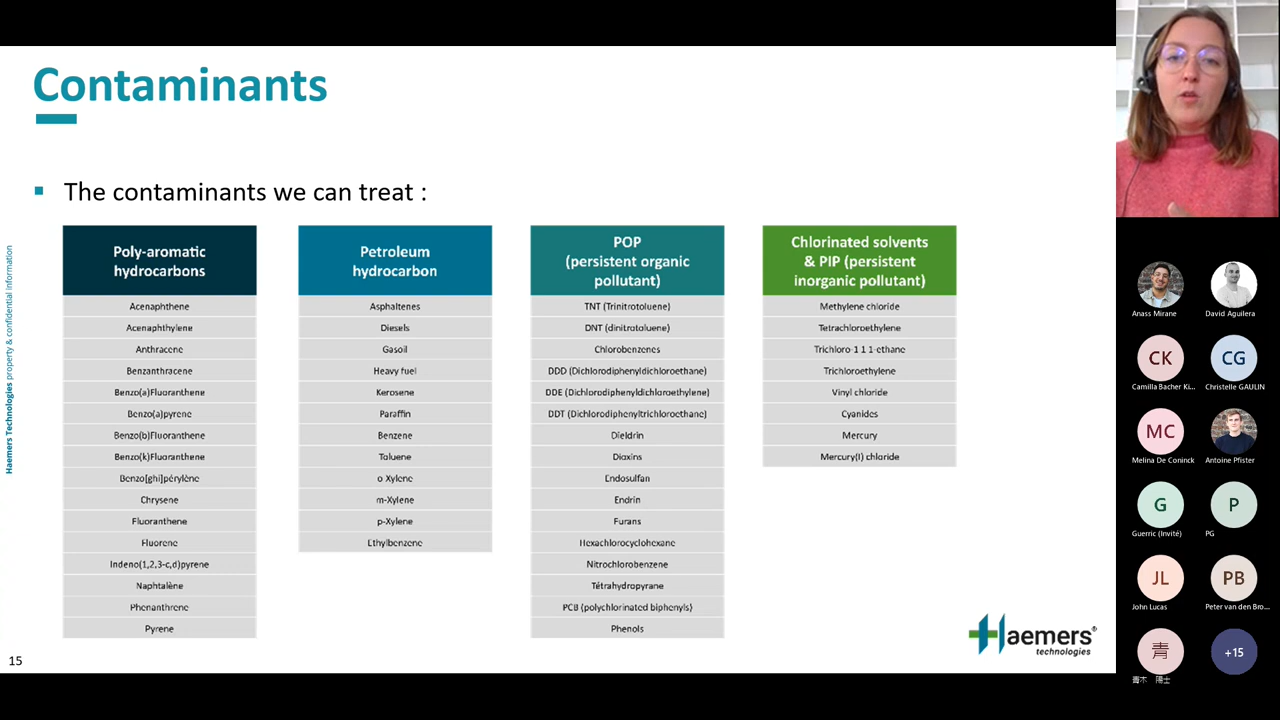 Contaminants
The contaminants we can treat :
Poly-aromatic
hydrocarbons
Acenaphthene
Acenaphthylene
Anthracene
Benzanthracene
Benzo(a)Fluoranthene
Benzo(a)pyrene
Benzo(b)Fluoranthene
Benzo(k)Fluoranthene
Benzo[ghi]pérylène
Chrysene
Fluoranthene
Fluorene
Indeno(1,2,3-c,d)pyrene
Naphtalène
Phenanthrene
Pyrene
Petroleum
hydrocarbon
Asphaltenes
Diesels
Gasoil
Heavy fuel
Kerosene
Paraffin
Benzene
Toluene
o-Xylene
m-Xylene
p-Xylene
Ethylbenzene
POP
(persistent organic
pollutant)
TNT (Trinitrotoluene)
DNT (dinitrotoluene)
Chlorobenzenes
DDD (Dichlorodiphenyldichloroethane)
DDE (Dichlorodiphenyldichloroethylene)
DDT (Dichlorodiphenyltrichloroethane)
Dieldrin
Dioxins
Endosulfan
Endrin
Furans
Hexachlorocyclohexane
Nitrochlorobenzene
Tétrahydropyrane
PCB (polychlorinated biphenyls)
Phenols
Chlorinated solvents
& PIP (persistent
inorganic pollutant)
Methylene chloride
Tetrachloroethylene
Trichloro-1 1 1-ethane
Trichloroethylene
Vinyl chloride
Cyanides
Mercury
Mercury(I) chloride
Haemers Technologies property & confidential information
15
Haemers®
technologies
Anass Mirane
David Aguilera
CK
Camilla Bacher Ki...
CG
Christelle GAULIN
MC
Melina De Coninck
Antoine Pfister
G
Guerric (Invité)
P
PG
JL
John Lucas
PB
Peter van den Bro...
青
青木 陽士
+15